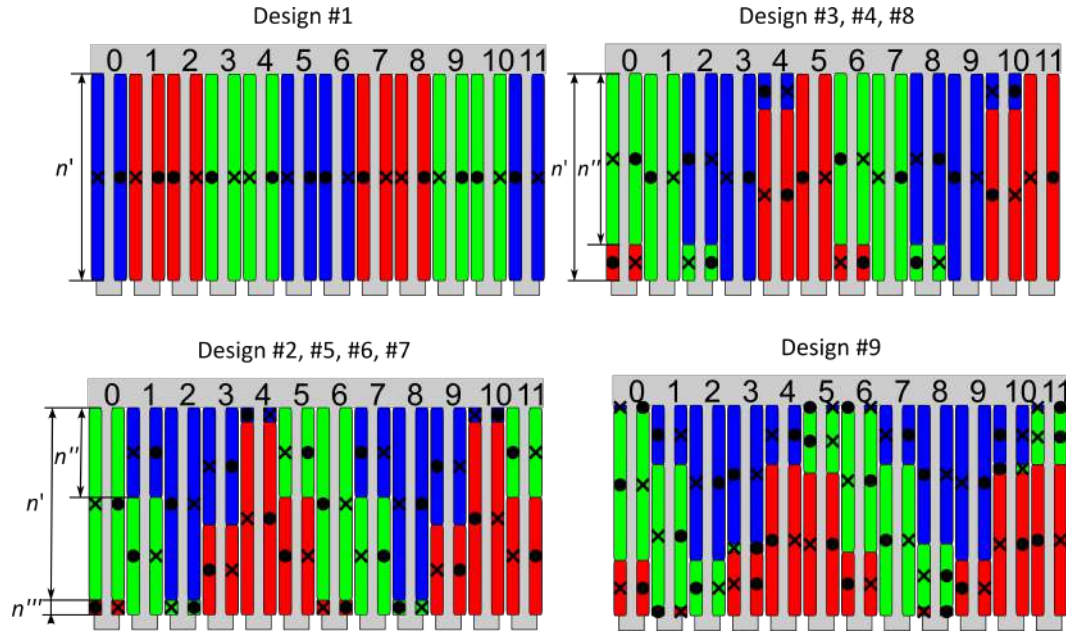 Design #1
0 1 2 3 4 5 6 7 8 9 10 11
n'
Design #3, #4, #8
0 1 2 3 4 5 6 7 8 9 10 11
n' n''
Design #2, #5, #6, #7
0 1 2 3 4 5 6 7 8 9 10 11
n''
n'
n'''
Design #9
0 1 2 3 4 5 6 7 8 9 10 11